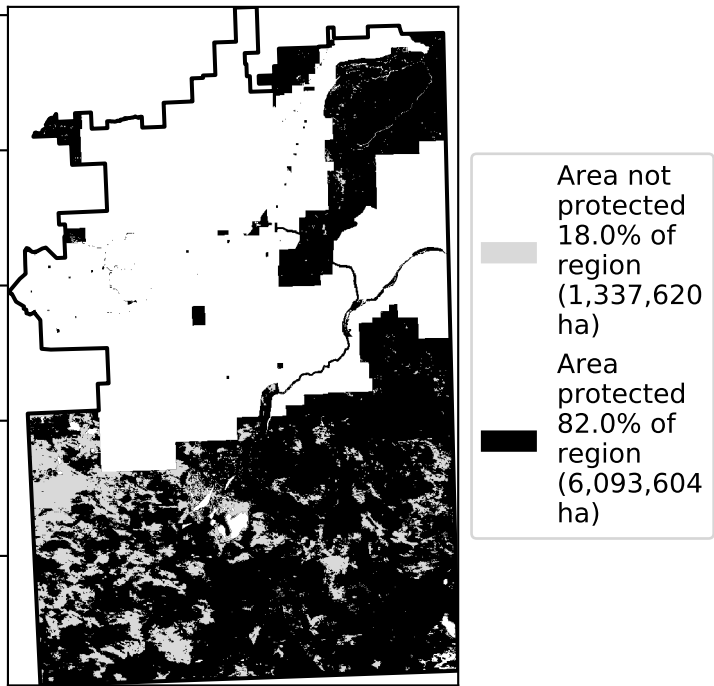 Area not
protected
18.0% of
region
(1,337,620
ha)
Area
protected
82.0% of
region
(6,093,604
ha)